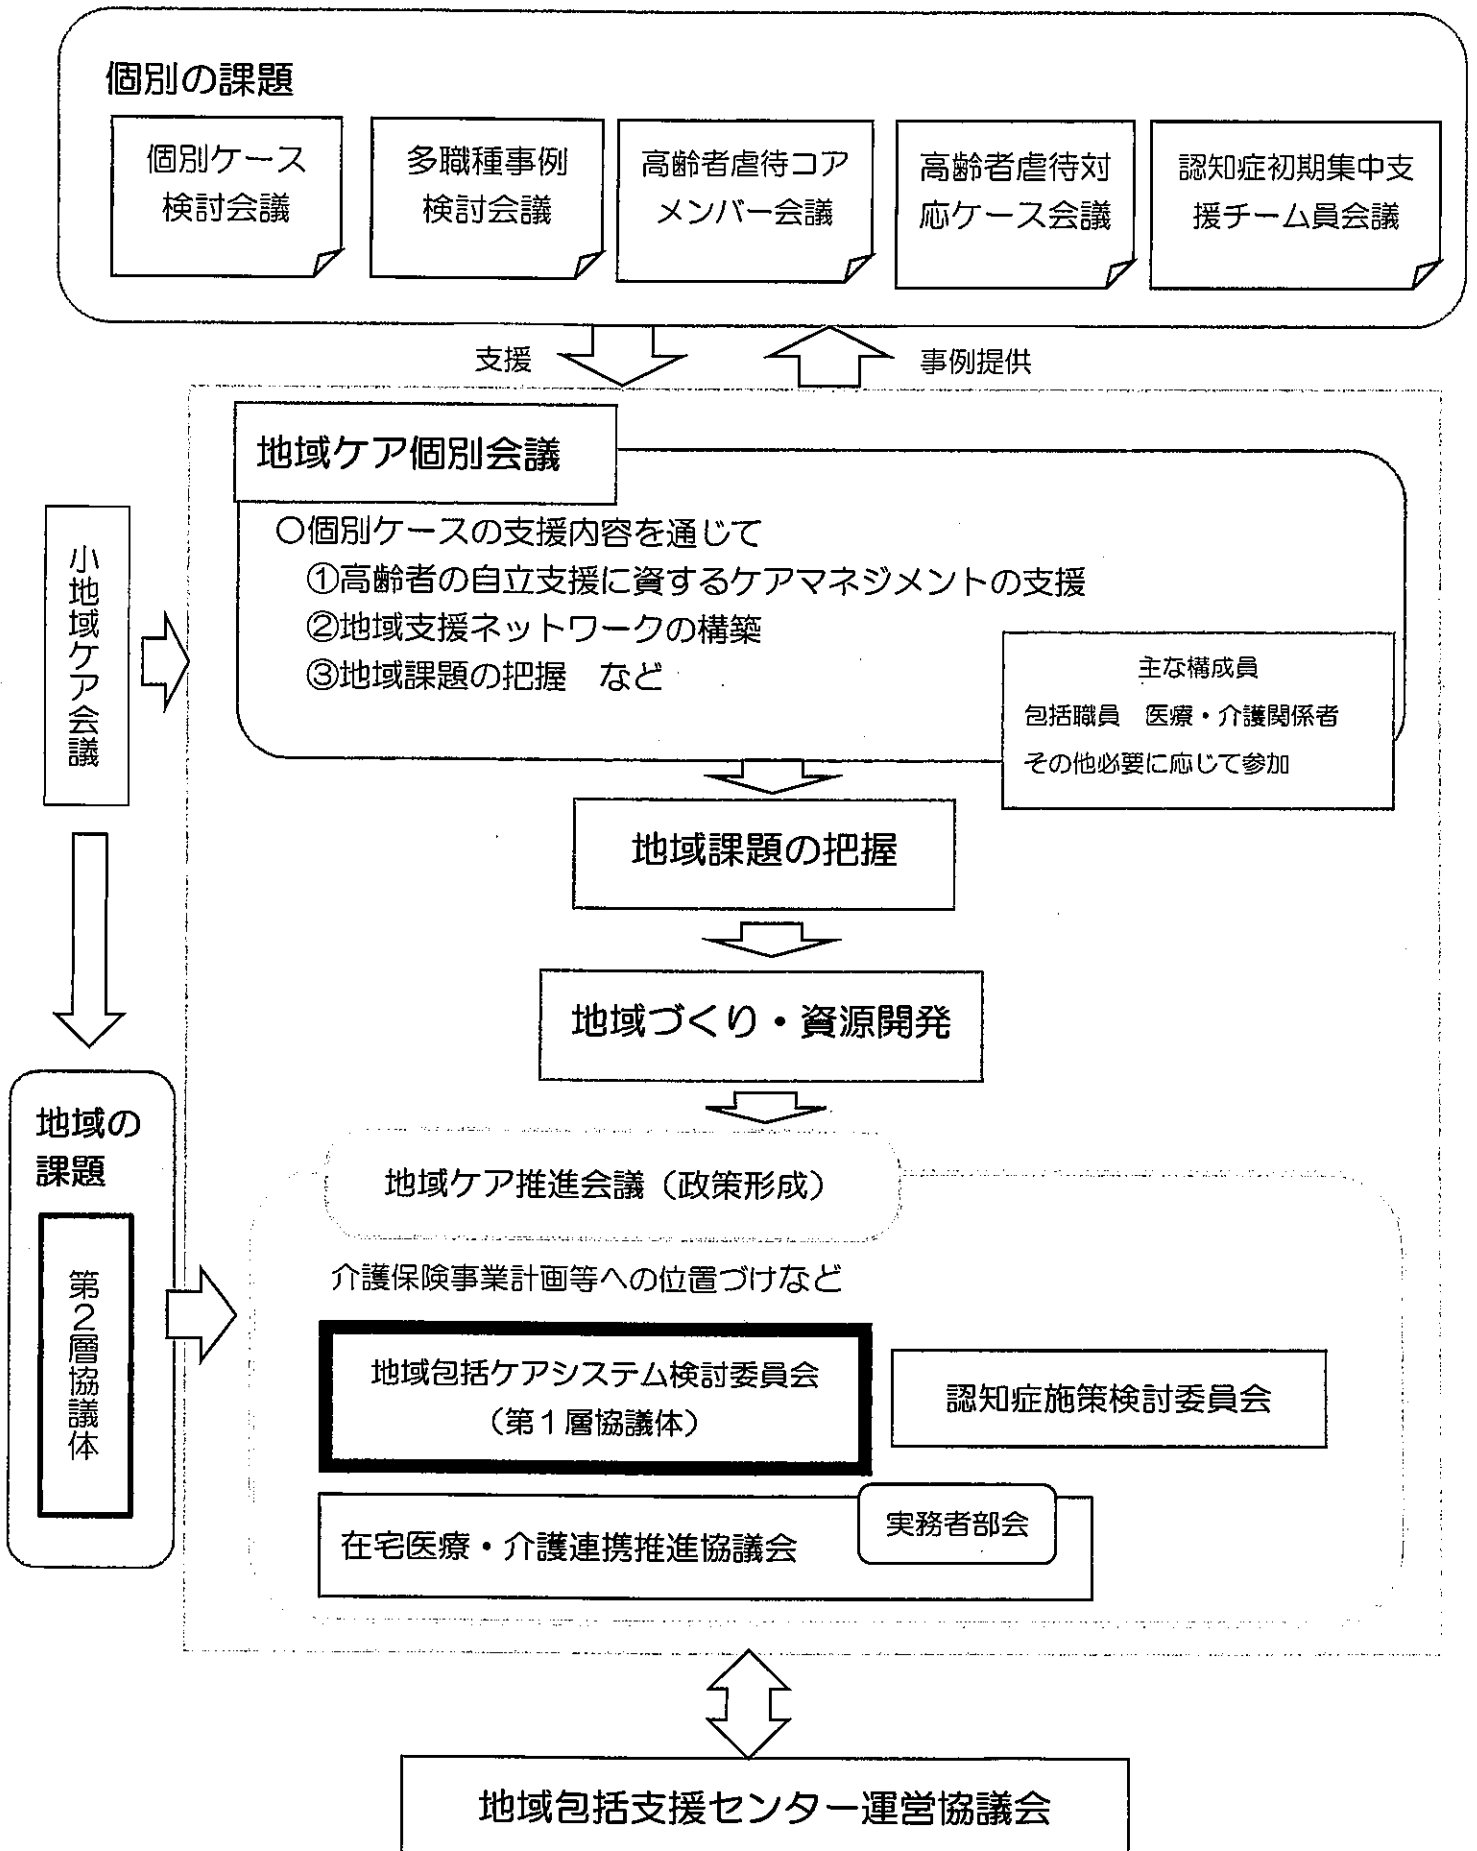 個別の課題
個別ケース
検討会議
多職種事例
検討会議
高齢者虐待コア
メンバー会議
高齢者虐待対
応ケース会議
認知症初期集中支
援チーム員会議
支援
事例提供
地域ケア個別会議
〇個別ケースの支援内容を通じて
①高齢者の自立支援に資するケアマネジメントの支援
②地域支援ネットワークの構築
③地域課題の把握　など
主な構成員
包括職員　医療・介護関係者
その他必要に応じて参加
小地域ケア会議
地域課題の把握
地域づくり・資源開発
地域の
課題
第2層協議体
地域ケア推進会議（政策形成）
介護保険事業計画等への位置づけなど
地域包括ケアシステム検討委員会
（第1層協議体）
認知症施策検討委員会
在宅医療・介護連携推進協議会
実務者部会
地域包括支援センター運営協議会